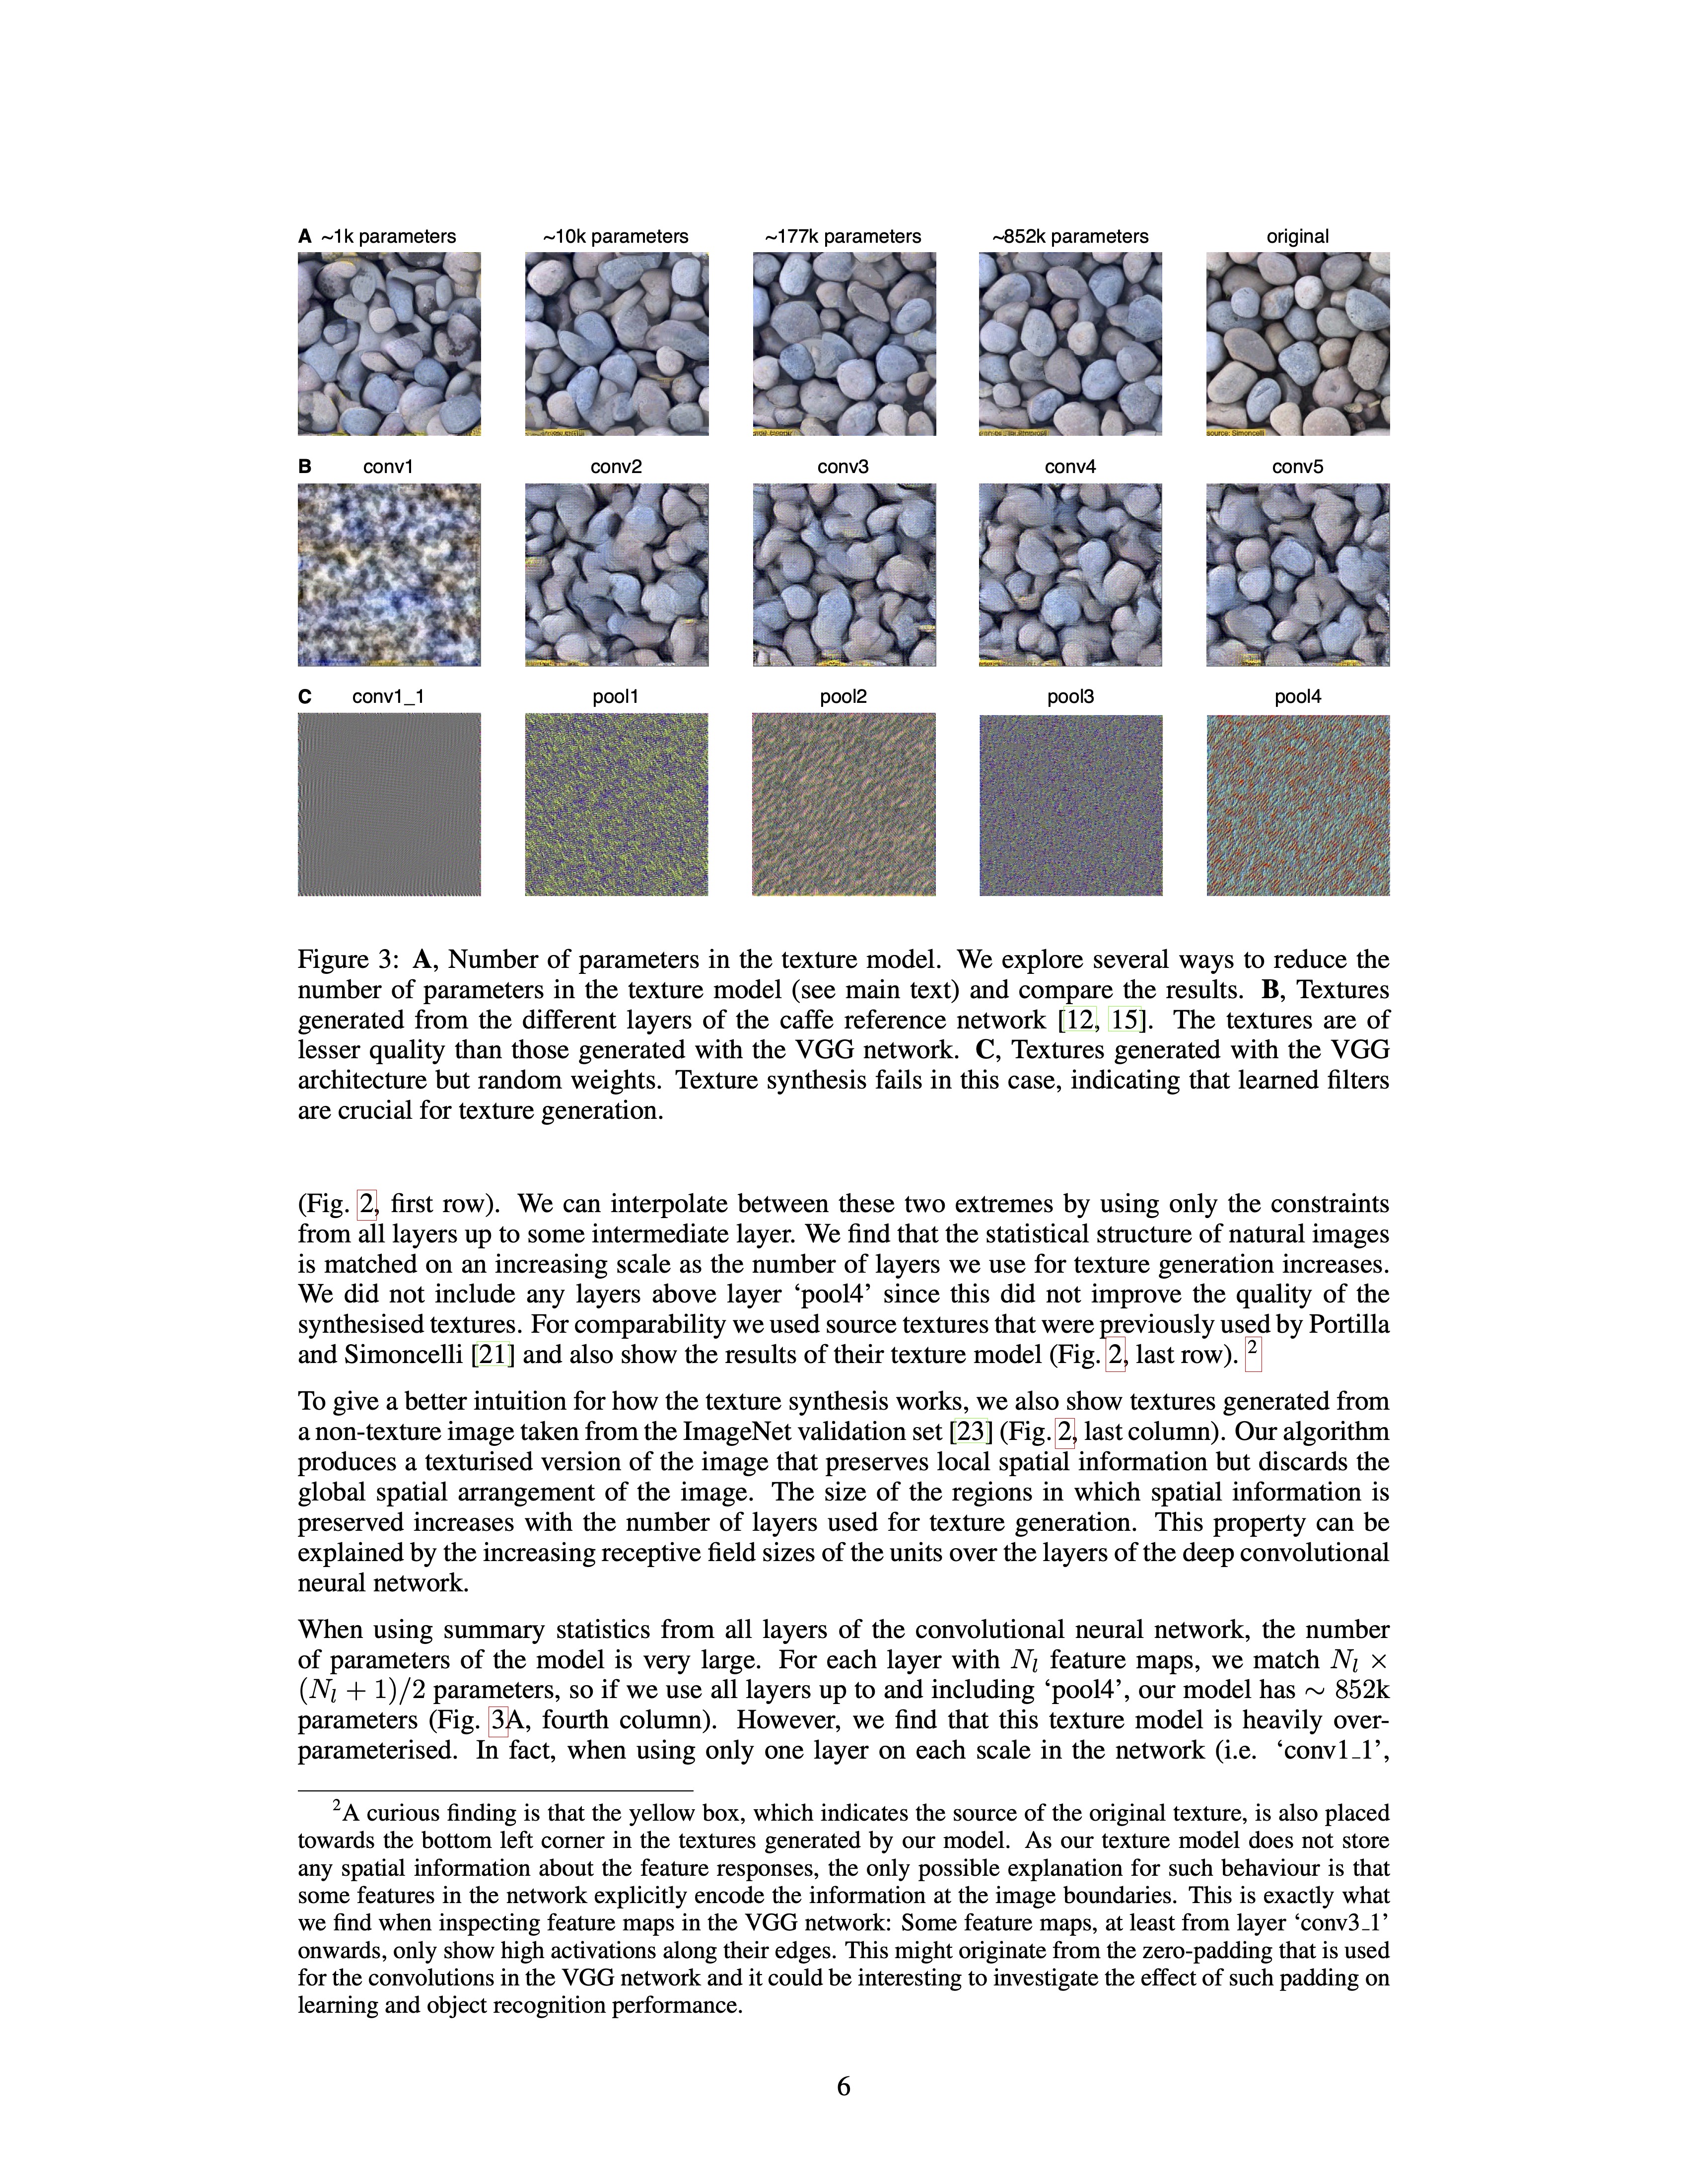 A ~1k parameters ~10k parameters ~177k parameters ~852k parameters original
source: Simoncelli
B conv1 conv2 conv3 conv4 conv5
C conv1_1 pool1 pool2 pool3 pool4
Figure 3: A, Number of parameters in the texture model. We explore several ways to reduce the
number of parameters in the texture model (see main text) and compare the results. B, Textures
generated from the different layers of the caffe reference network [12, 15]. The textures are of
lesser quality than those generated with the VGG network. C, Textures generated with the VGG
architecture but random weights. Texture synthesis fails in this case, indicating that learned filters
are crucial for texture generation.
(Fig. 2, first row). We can interpolate between these two extremes by using only the constraints
from all layers up to some intermediate layer. We find that the statistical structure of natural images
is matched on an increasing scale as the number of layers we use for texture generation increases.
We did not include any layers above layer ‘pool4’ since this did not improve the quality of the
synthesised textures. For comparability we used source textures that were previously used by Portilla
and Simoncelli [21] and also show the results of their texture model (Fig. 2, last row). 2
To give a better intuition for how the texture synthesis works, we also show textures generated from
a non-texture image taken from the ImageNet validation set [23] (Fig. 2, last column). Our algorithm
produces a texturised version of the image that preserves local spatial information but discards the
global spatial arrangement of the image. The size of the regions in which spatial information is
preserved increases with the number of layers used for texture generation. This property can be
explained by the increasing receptive field sizes of the units over the layers of the deep convolutional
neural network.
When using summary statistics from all layers of the convolutional neural network, the number
of parameters of the model is very large. For each layer with N_l feature maps, we match N_l ×
(N_l + 1)/2 parameters, so if we use all layers up to and including ‘pool4’, our model has ∼ 852k
parameters (Fig. 3A, fourth column). However, we find that this texture model is heavily over-
parameterised. In fact, when using only one layer on each scale in the network (i.e. ‘conv1_1’,
2A curious finding is that the yellow box, which indicates the source of the original texture, is also placed
towards the bottom left corner in the textures generated by our model. As our texture model does not store
any spatial information about the feature responses, the only possible explanation for such behaviour is that
some features in the network explicitly encode the information at the image boundaries. This is exactly what
we find when inspecting feature maps in the VGG network: Some feature maps, at least from layer ‘conv3_1’
onwards, only show high activations along their edges. This might originate from the zero-padding that is used
for the convolutions in the VGG network and it could be interesting to investigate the effect of such padding on
learning and object recognition performance.
6